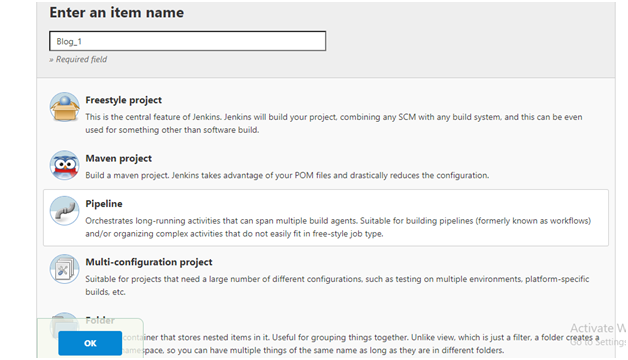 Enter an item name
Blog_1
» Required field
Freestyle project
This is the central feature of Jenkins. Jenkins will build your project, combining any SCM with any build system, and this can be even
used for something other than software build.
Maven project
Build a maven project. Jenkins takes advantage of your POM files and drastically reduces the configuration.
Pipeline
Orchestrates long-running activities that can span multiple build agents. Suitable for building pipelines (formerly known as workflows)
and/or organizing complex activities that do not easily fit in free-style job type.
Multi-configuration project
Suitable for projects that need a large number of different configurations, such as testing on multiple environments, platform-specific
builds, etc.
Folder
container that stores nested items in it. Useful for grouping things together. Unlike view, which is just a filter, a folder creates a
so you can have multiple things of the same name as long as they are in different folders.
OK
Activate W
Go to Settings